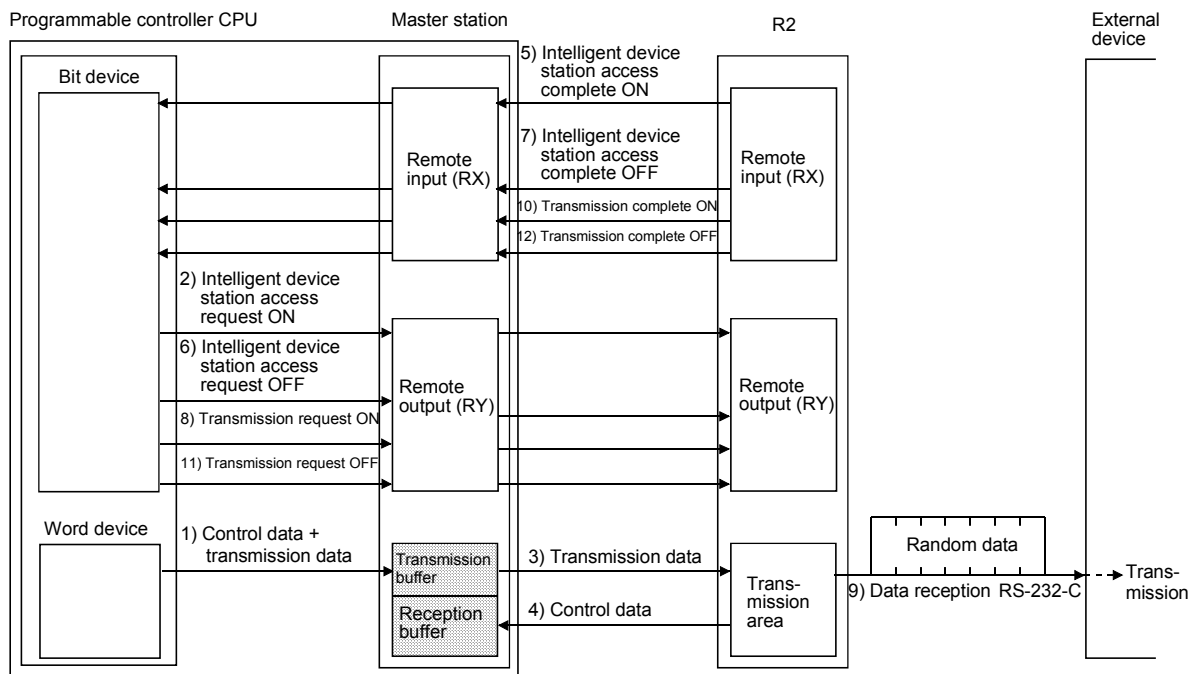 Programmable controller CPU
Master station
R2
External
device
Bit device
5) Intelligent device
station access
complete ON
7) Intelligent device
station access
complete OFF
Remote
input (RX)
Remote
input (RX)
10) Transmission complete ON
12) Transmission complete OFF
2) Intelligent device
station access
request ON
6) Intelligent device
station access
request OFF
Remote
output (RY)
Remote
output (RY)
8) Transmission request ON
11) Transmission request OFF
Word device
1) Control data +
transmission data
Transmission
buffer
Reception
buffer
3) Transmission data
4) Control data
Trans-
mission
area
Random data
9) Data reception RS-232-C
Trans-
mission